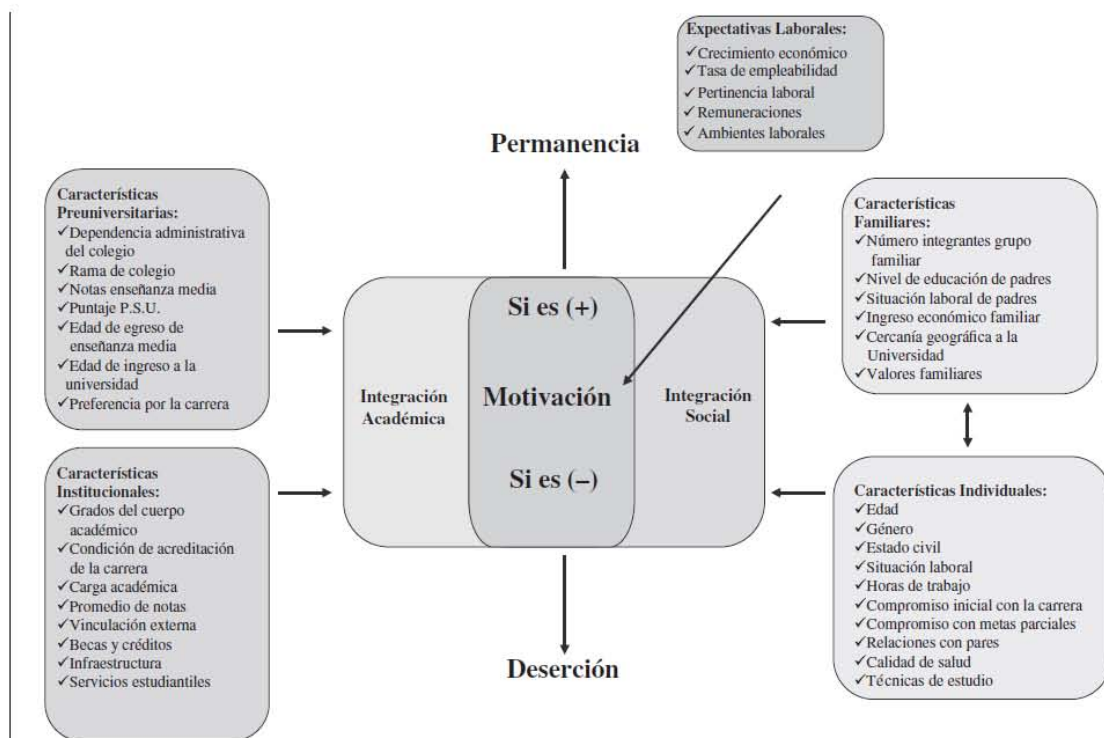 Expectativas Laborales:
✓Crecimiento económico
✓Tasa de empleabilidad
✓Pertinencia laboral
✓Remuneraciones
✓Ambientes laborales
Permanencia
Características
Preuniversitarias:
✓Dependencia administrativa
del colegio
✓Rama de colegio
✓Notas enseñanza media
✓Puntaje P.S.U.
✓Edad de egreso de
enseñanza media
✓Edad de ingreso a la
universidad
✓Preferencia por la carrera
Características
Institucionales:
✓Grados del cuerpo
académico
✓Condición de acreditación
de la carrera
✓Carga académica
✓Promedio de notas
✓Vinculación externa
✓Becas y créditos
✓Infraestructura
✓Servicios estudiantiles
Integración
Académica
Si es (+)
Motivación
Si es (–)
Integración
Social
Deserción
Características
Familiares:
✓Número integrantes grupo
familiar
✓Nivel de educación de padres
✓Situación laboral de padres
✓Ingreso económico familiar
✓Cercanía geográfica a la
Universidad
✓Valores familiares
Características Individuales:
✓Edad
✓Género
✓Estado civil
✓Situación laboral
✓Horas de trabajo
✓Compromiso inicial con la carrera
✓Compromiso con metas parciales
✓Relaciones con pares
✓Calidad de salud
✓Técnicas de estudio